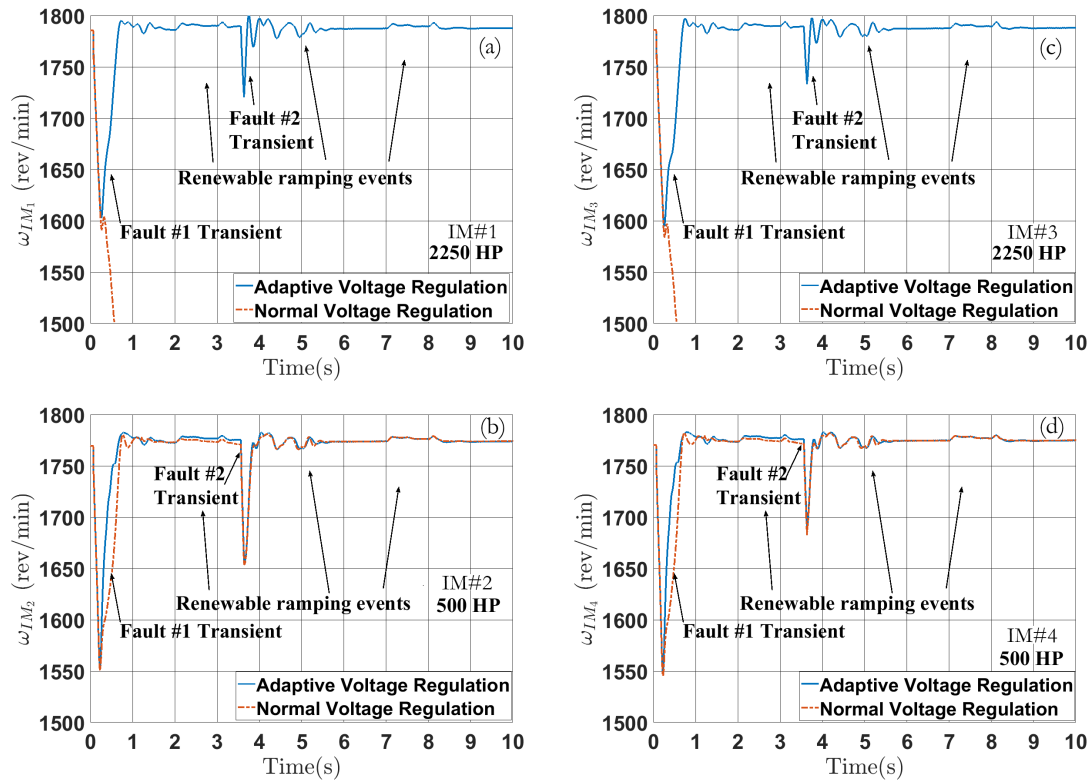 1800
1750
1700
1650
1600
1550
1500
ω_{IM_1} (rev/min)
(a)
Fault #2
Transient
Renewable ramping events
Fault #1 Transient
IM#1
2250 HP
Adaptive Voltage Regulation
Normal Voltage Regulation
0 1 2 3 4 5 6 7 8 9 10
Time(s)
1800
1750
1700
1650
1600
1550
1500
ω_{IM_3} (rev/min)
(c)
Fault #2
Transient
Renewable ramping events
Fault #1 Transient
IM#3
2250 HP
Adaptive Voltage Regulation
Normal Voltage Regulation
0 1 2 3 4 5 6 7 8 9 10
Time(s)
1800
1750
1700
1650
1600
1550
1500
ω_{IM_2} (rev/min)
(b)
Fault #2
Transient
Renewable ramping events
Fault #1 Transient
IM#2
500 HP
Adaptive Voltage Regulation
Normal Voltage Regulation
0 1 2 3 4 5 6 7 8 9 10
Time(s)
1800
1750
1700
1650
1600
1550
1500
ω_{IM_4} (rev/min)
(d)
Fault #2
Transient
Renewable ramping events
Fault #1 Transient
IM#4
500 HP
Adaptive Voltage Regulation
Normal Voltage Regulation
0 1 2 3 4 5 6 7 8 9 10
Time(s)